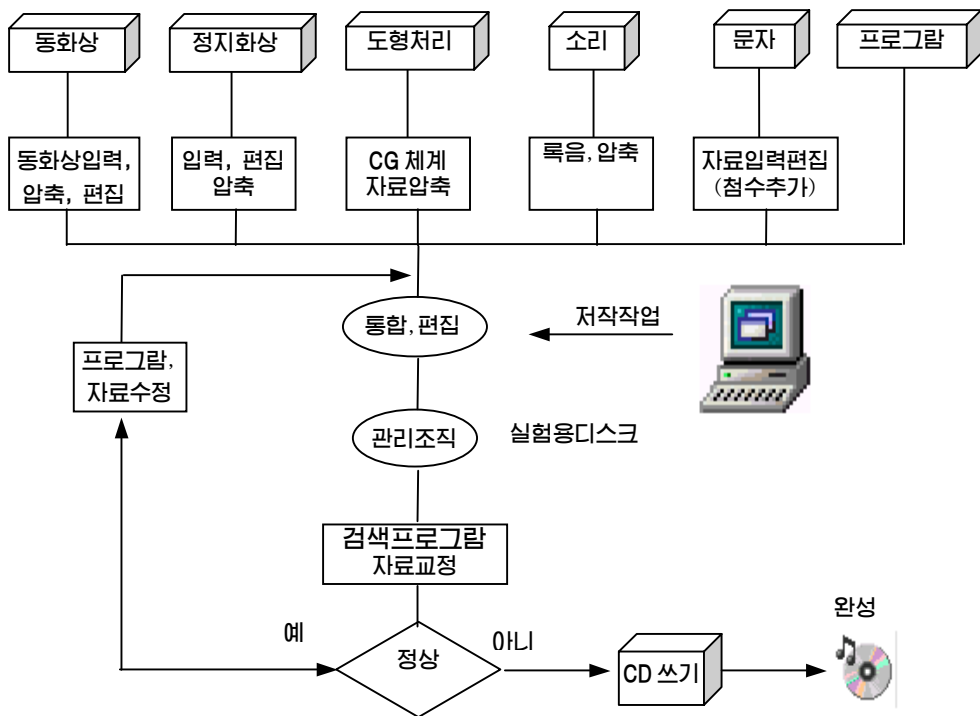 동화상
정지화상
도형처리
소리
문자
프로그람
동화상입력,
압축, 편집
입력, 편집
압축
CG 체계
자료압축
록음, 압축
자료입력편집
(첨수추가)
통합, 편집
저작작업
프로그람,
자료수정
관리조직
실험용디스크
검색프로그람
자료교정
예
정상
아니
CD 쓰기
완성